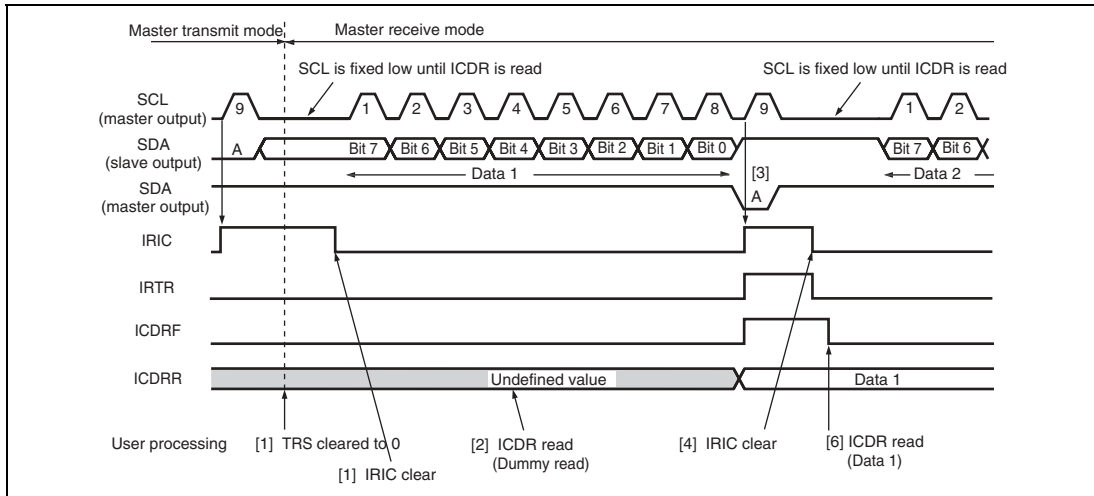 Master transmit mode Master receive mode
SCL is fixed low until ICDR is read SCL is fixed low until ICDR is read
SCL
(master output)
9 1 2 3 4 5 6 7 8 9 1 2
SDA
(slave output)
A Bit 7 Bit 6 Bit 5 Bit 4 Bit 3 Bit 2 Bit 1 Bit 0 Bit 7 Bit 6
Data 1 [3] Data 2
SDA
(master output)
A
IRIC
IRTR
ICDRF
ICDRR Undefined value Data 1
User processing [1] TRS cleared to 0 [2] ICDR read
(Dummy read) [4] IRIC clear [6] ICDR read
(Data 1)
[1] IRIC clear